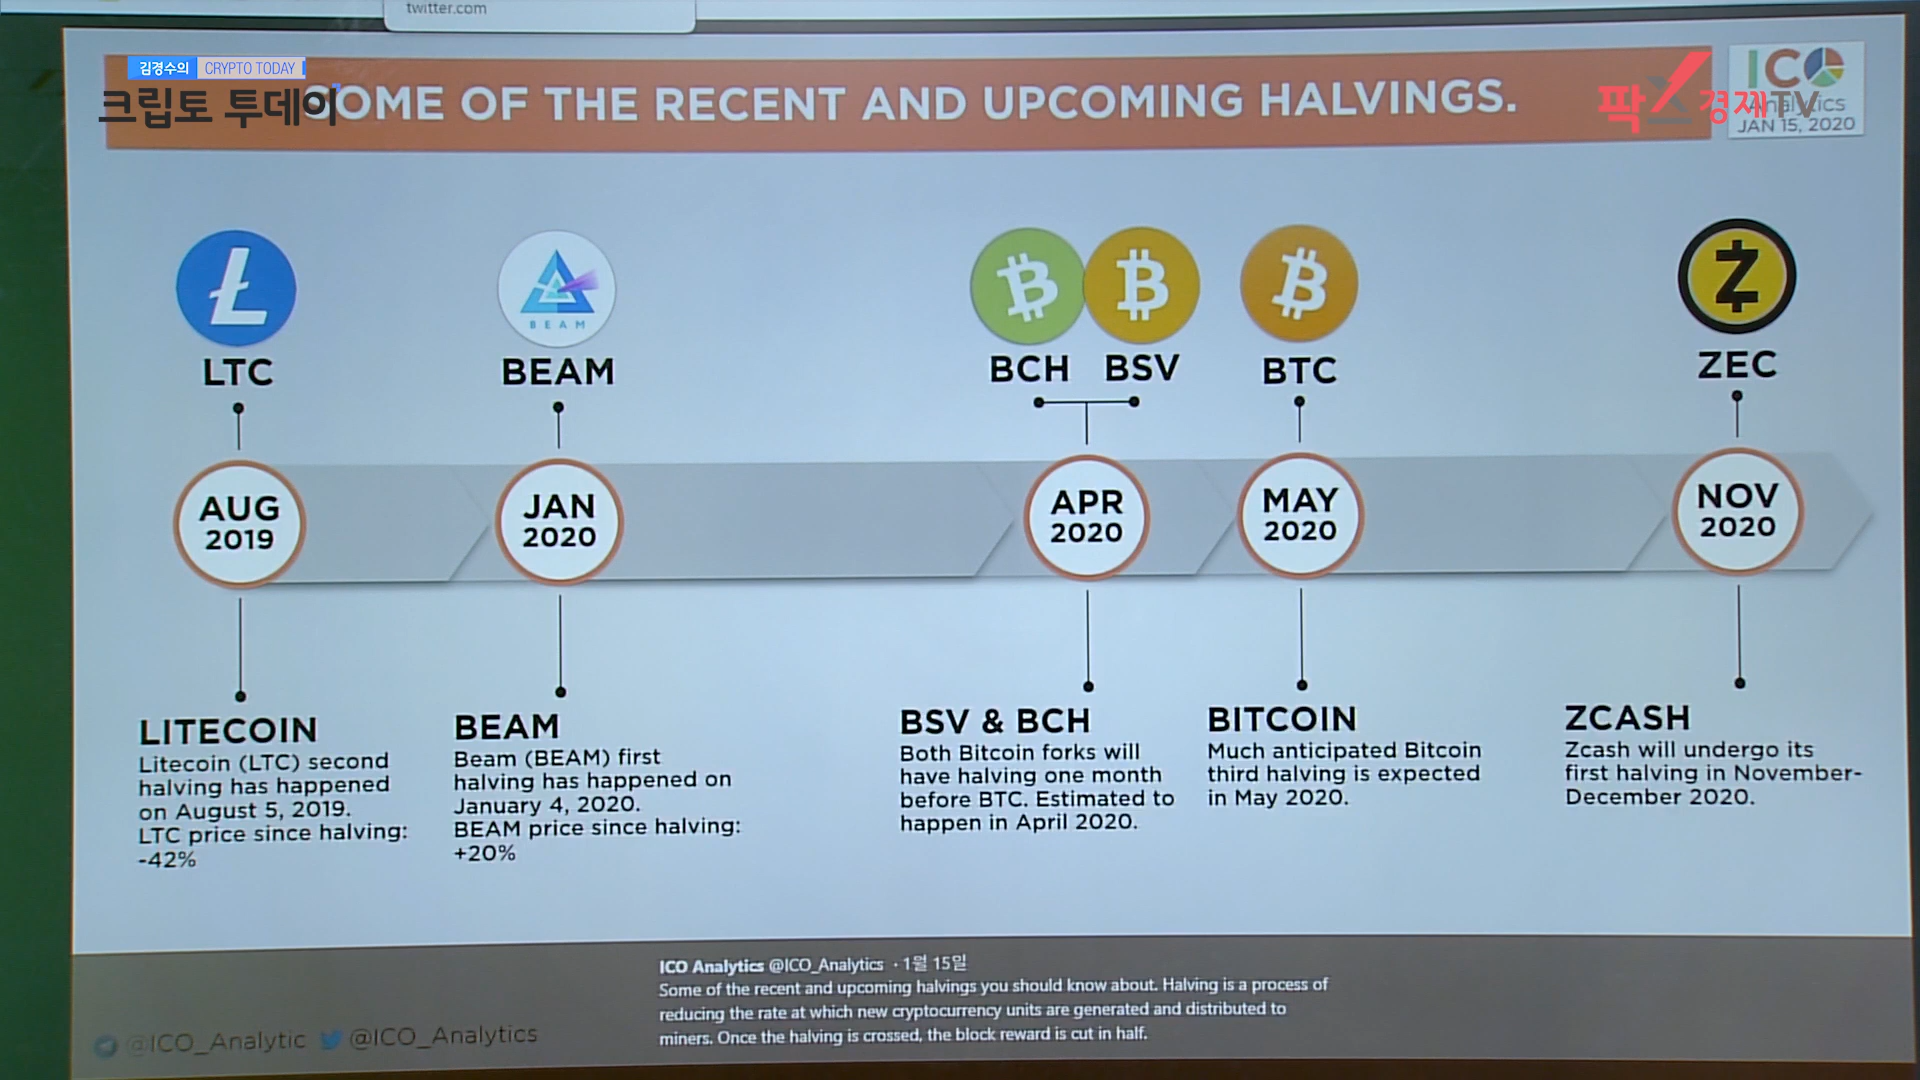 twitter.com
김경수의 CRYPTO TODAY
크립토 투데이
OME OF THE RECENT AND UPCOMING HALVINGS.
팍스경제TV
ICO
Analytics
JAN 15, 2020
BEAM
LTC
BEAM
BCH BSV
BTC
ZEC
AUG
2019
JAN
2020
APR
2020
MAY
2020
NOV
2020
LITECOIN
Litecoin (LTC) second
halving has happened
on August 5, 2019.
LTC price since halving:
-42%
BEAM
Beam (BEAM) first
halving has happened on
January 4, 2020.
BEAM price since halving:
+20%
BSV & BCH
Both Bitcoin forks will
have halving one month
before BTC. Estimated to
happen in April 2020.
BITCOIN
Much anticipated Bitcoin
third halving is expected
in May 2020.
ZCASH
Zcash will undergo its
first halving in November-
December 2020.
ICO Analytics @ICO_Analytics · 1월 15일
Some of the recent and upcoming halvings you should know about. Halving is a process of
reducing the rate at which new cryptocurrency units are generated and distributed to
miners. Once the halving is crossed, the block reward is cut in half.
@ICO_Analytic @ICO_Analytics